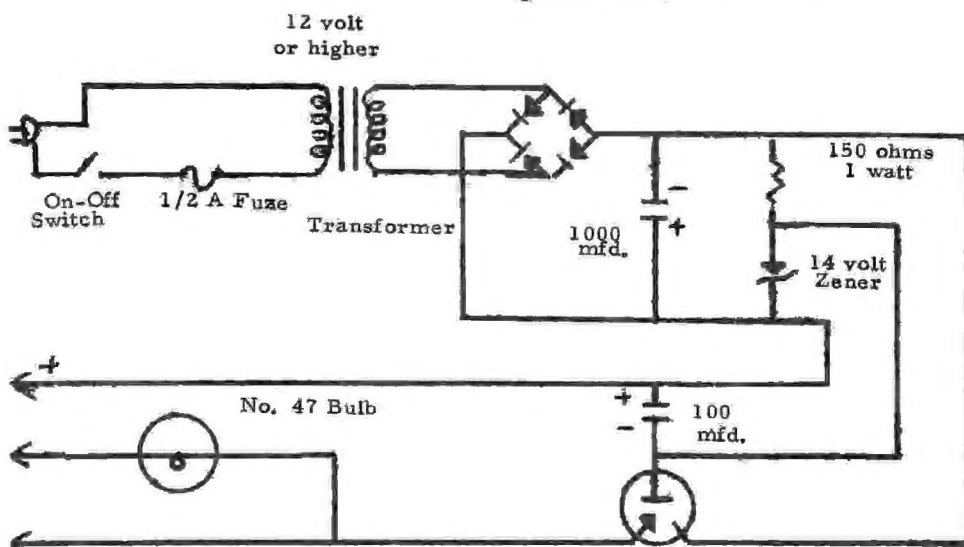 12 volt
or higher
150 ohms
1 watt
On-Off
Switch
1/2 A Fuze
Transformer
1000
mfd.
-
+
14 volt
Zener
+
No. 47 Bulb
+
-
100
mfd.